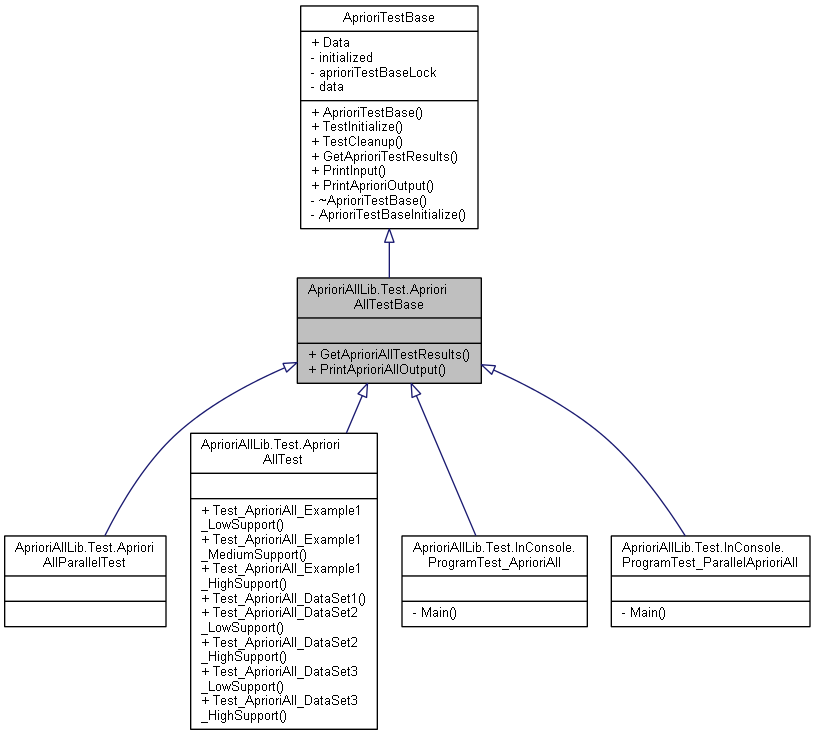 AprioriTestBase
+ Data
- initialized
- aprioriTestBaseLock
- data
+ AprioriTestBase()
+ TestInitialize()
+ TestCleanup()
+ GetAprioriTestResults()
+ PrintInput()
+ PrintAprioriOutput()
- ~AprioriTestBase()
- AprioriTestBaseInitialize()
AprioriAllLib.Test.Apriori
AllTestBase
+ GetAprioriAllTestResults()
+ PrintAprioriAllOutput()
AprioriAllLib.Test.Apriori
AllParallelTest
AprioriAllLib.Test.Apriori
AllTest
+ Test_AprioriAll_Example1
_LowSupport()
+ Test_AprioriAll_Example1
_MediumSupport()
+ Test_AprioriAll_Example1
_HighSupport()
+ Test_AprioriAll_DataSet1()
+ Test_AprioriAll_DataSet2
_LowSupport()
+ Test_AprioriAll_DataSet2
_HighSupport()
+ Test_AprioriAll_DataSet3
_LowSupport()
+ Test_AprioriAll_DataSet3
_HighSupport()
AprioriAllLib.Test.InConsole.
ProgramTest_AprioriAll
- Main()
AprioriAllLib.Test.InConsole.
ProgramTest_ParallelAprioriAll
- Main()